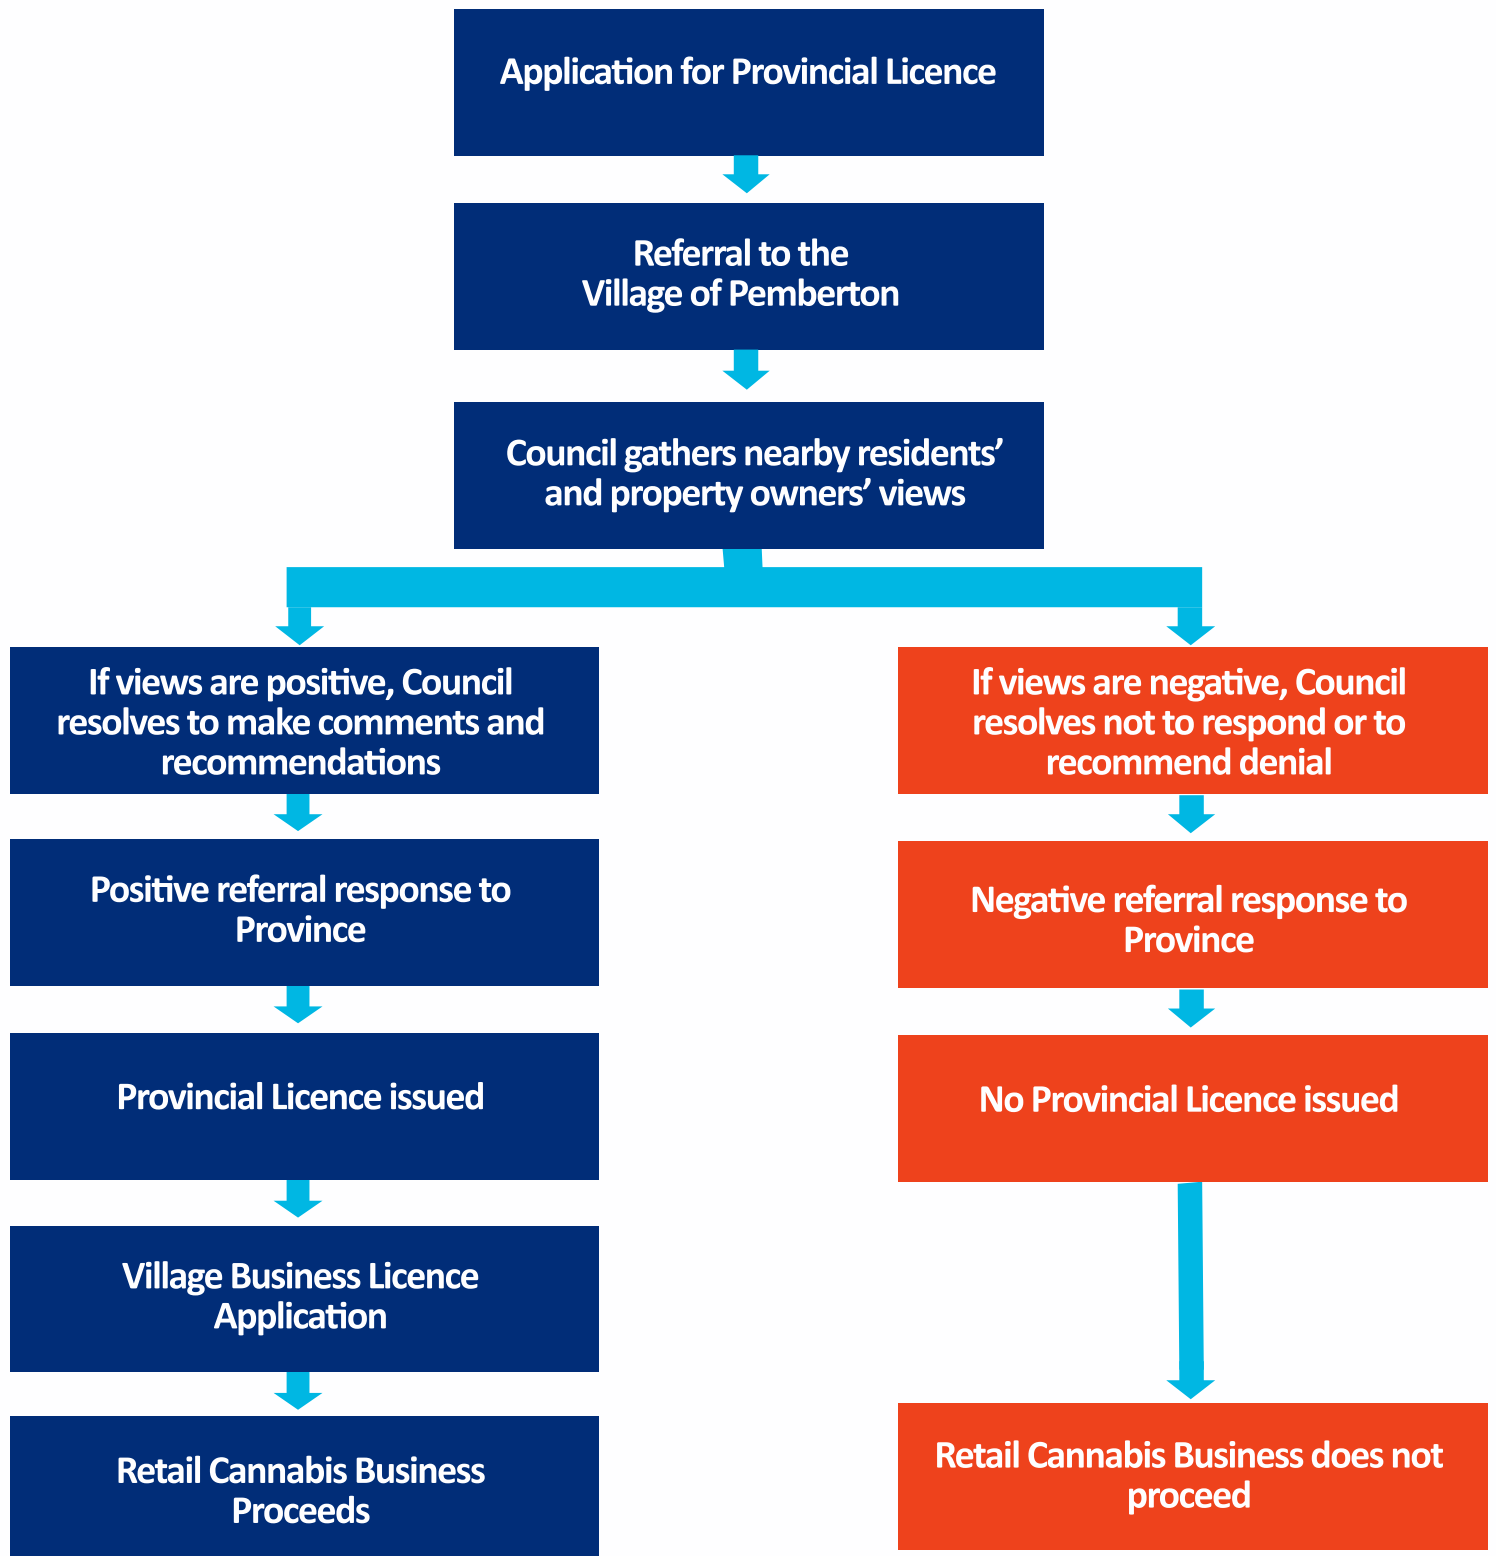 Application for Provincial Licence
Referral to the
Village of Pemberton
Council gathers nearby residents’
and property owners’ views
If views are positive, Council
resolves to make comments and
recommendations
Positive referral response to
Province
Provincial Licence issued
Village Business Licence
Application
Retail Cannabis Business
Proceeds
If views are negative, Council
resolves not to respond or to
recommend denial
Negative referral response to
Province
No Provincial Licence issued
Retail Cannabis Business does not
proceed